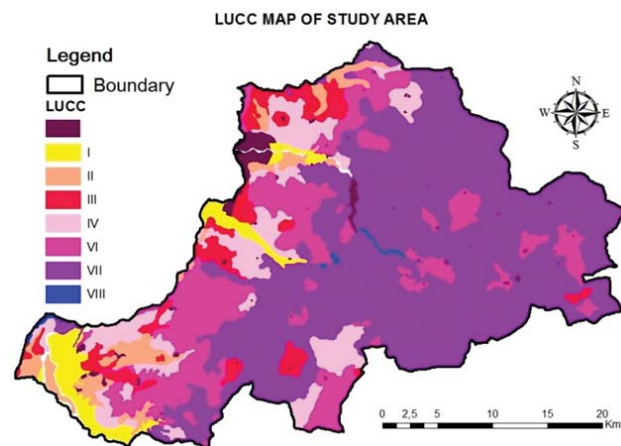 LUCC MAP OF STUDY AREA
Legend
Boundary
LUCC
I
II
III
IV
VI
VII
VIII
N
W E
S
0 2,5 5 10 15 20
Km